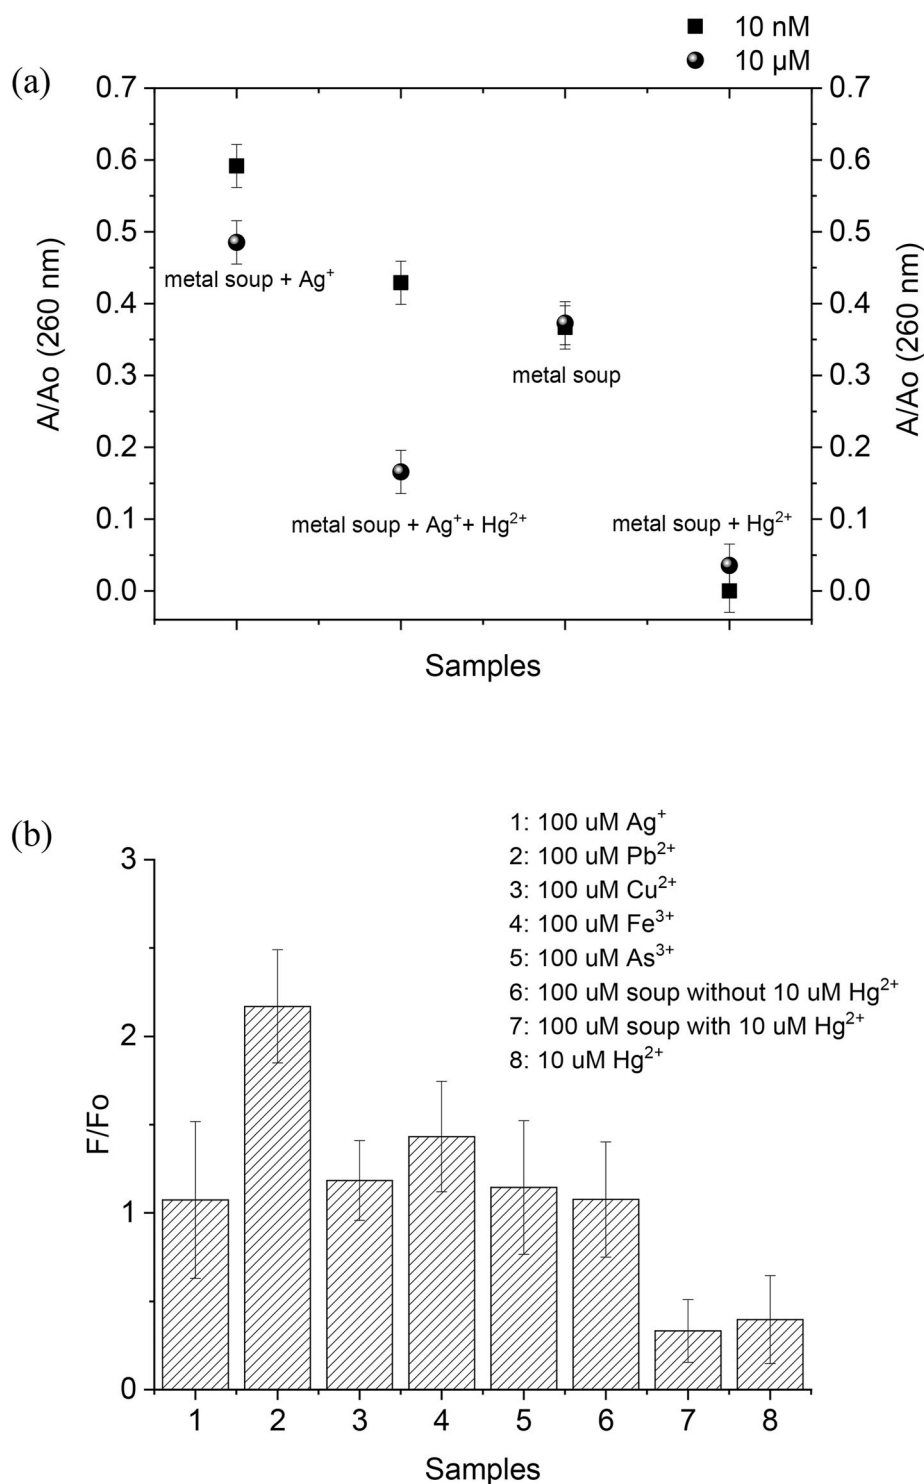 ■ 10 nM
● 10 µM
(a)
0.7
0.6
0.5
0.4
0.3
0.2
0.1
0.0
A/Ao (260 nm)
metal soup + Ag⁺
metal soup + Ag⁺+ Hg²⁺
metal soup
metal soup + Hg²⁺
0.7
0.6
0.5
0.4
0.3
0.2
0.1
0.0
A/Ao (260 nm)
Samples
(b)
1: 100 uM Ag⁺
2: 100 uM Pb²⁺
3: 100 uM Cu²⁺
4: 100 uM Fe³⁺
5: 100 uM As³⁺
6: 100 uM soup without 10 uM Hg²⁺
7: 100 uM soup with 10 uM Hg²⁺
8: 10 uM Hg²⁺
3
2
1
0
F/Fo
1 2 3 4 5 6 7 8
Samples